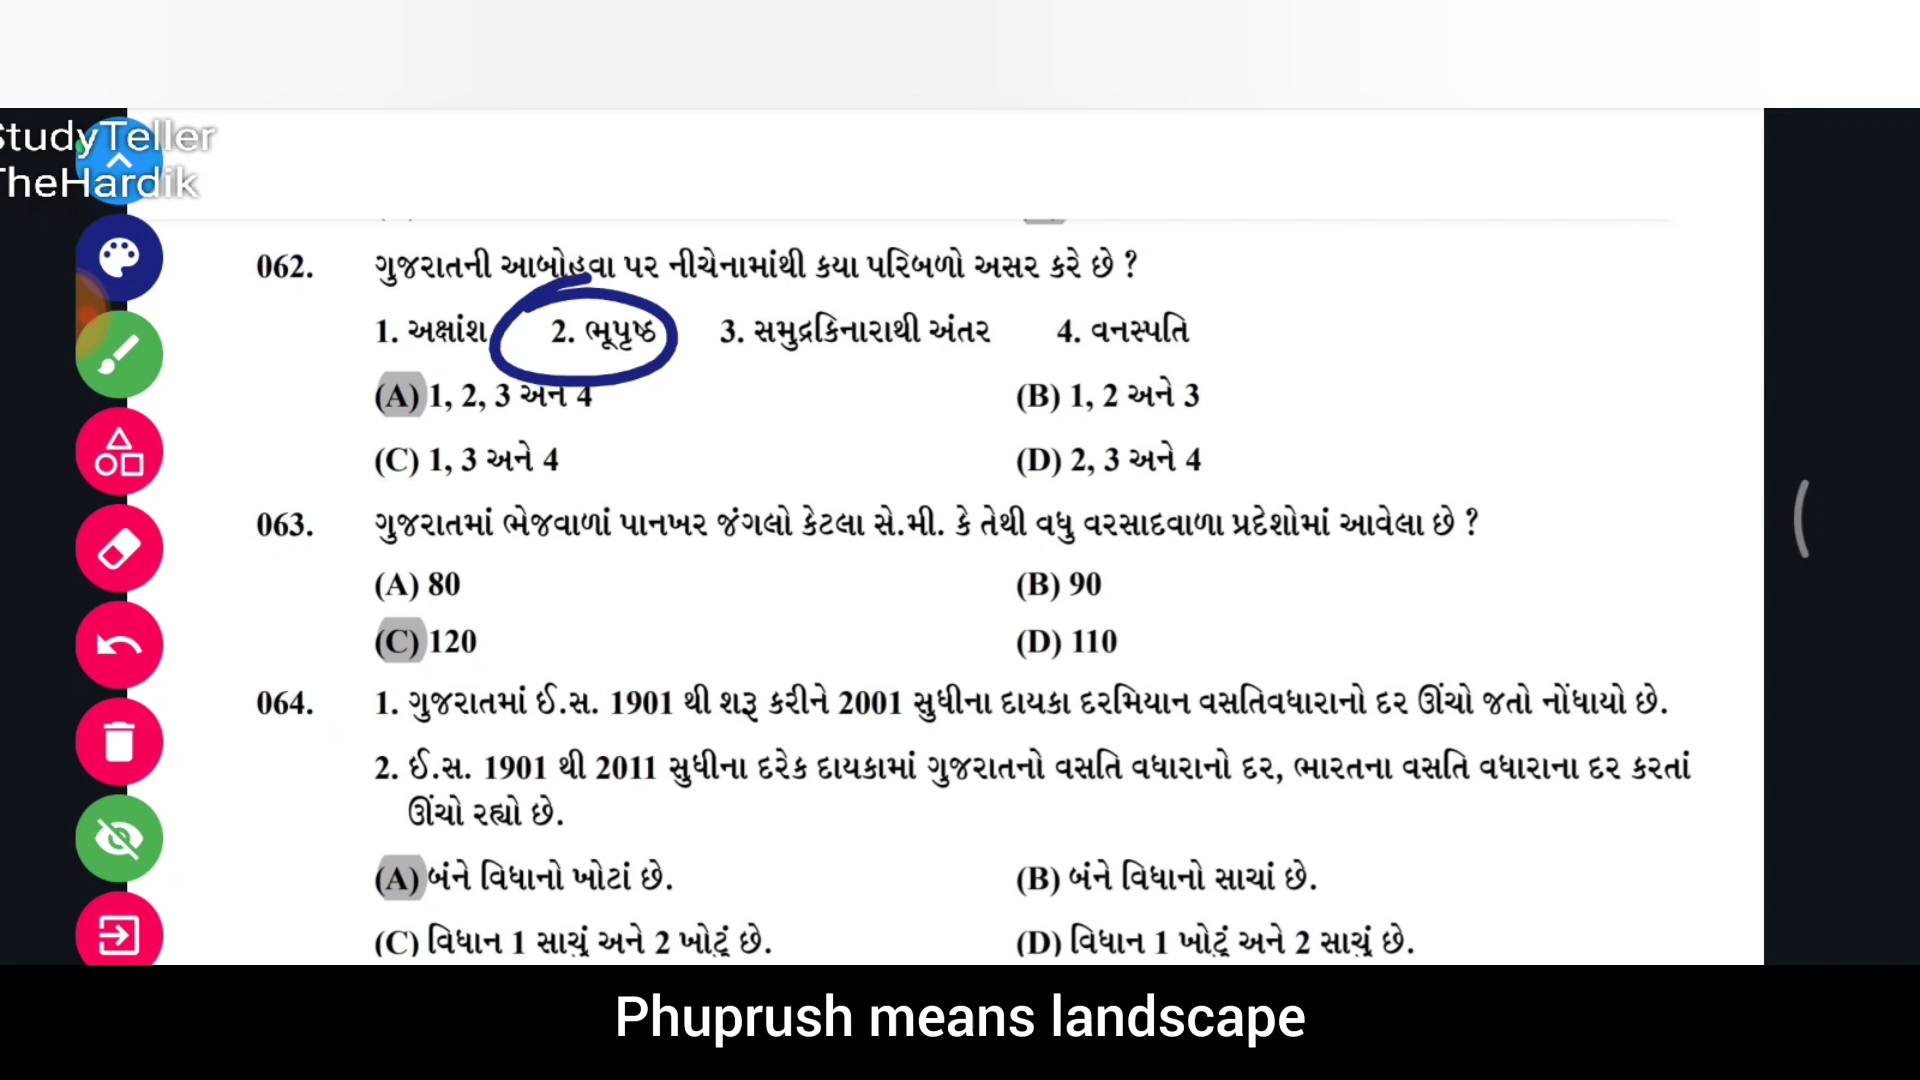 StudyTeller
TheHardik
062. ગુજરાતની આબોહવા પર નીચેનામાંથી કયા પરિબળો અસર કરે છે ?
1. અક્ષાંશ 2. ભૂપૃષ્ઠ 3. સમુદ્રકિનારાથી અંતર 4. વનસ્પતિ
(A) 1, 2, 3 અને 4 (B) 1, 2 અને 3
(C) 1, 3 અને 4 (D) 2, 3 અને 4
063. ગુજરાતમાં ભેજવાળાં પાનખર જંગલો કેટલા સે.મી. કે તેથી વધુ વરસાદવાળા પ્રદેશોમાં આવેલા છે ?
(A) 80 (B) 90
(C) 120 (D) 110
064. 1. ગુજરાતમાં ઈ.સ. 1901 થી શરૂ કરીને 2001 સુધીના દાયકા દરમિયાન વસતિવધારાનો દર ઊંચો જતો નોંધાયો છે.
2. ઈ.સ. 1901 થી 2011 સુધીના દરેક દાયકામાં ગુજરાતનો વસતિ વધારાનો દર, ભારતના વસતિ વધારાના દર કરતાં
ઊંચો રહ્યો છે.
(A) બંને વિધાનો ખોટાં છે. (B) બંને વિધાનો સાચાં છે.
(C) વિધાન 1 સાચું અને 2 ખોટું છે. (D) વિધાન 1 ખોટું અને 2 સાચું છે.
Phuprush means landscape